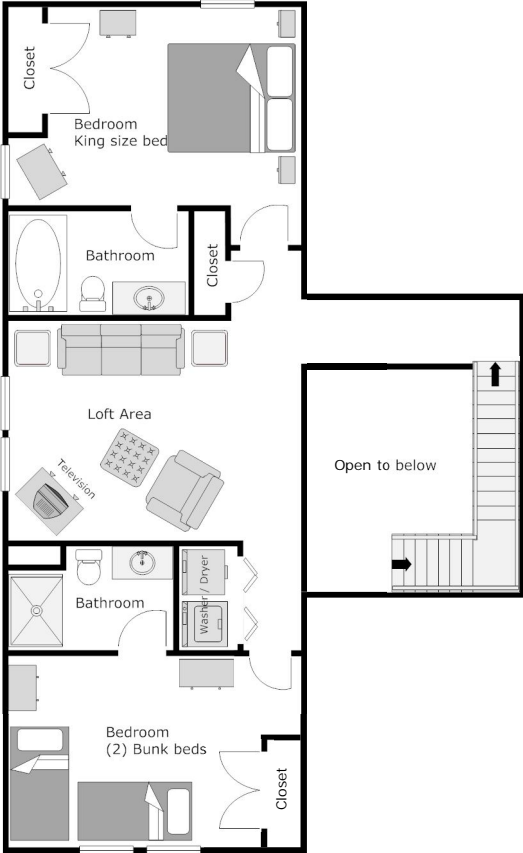 Closet
Bedroom
King size bed
Bathroom
Closet
Loft Area
Television
Open to below
Bathroom
Washer / Dryer
Bedroom
(2) Bunk beds
Closet